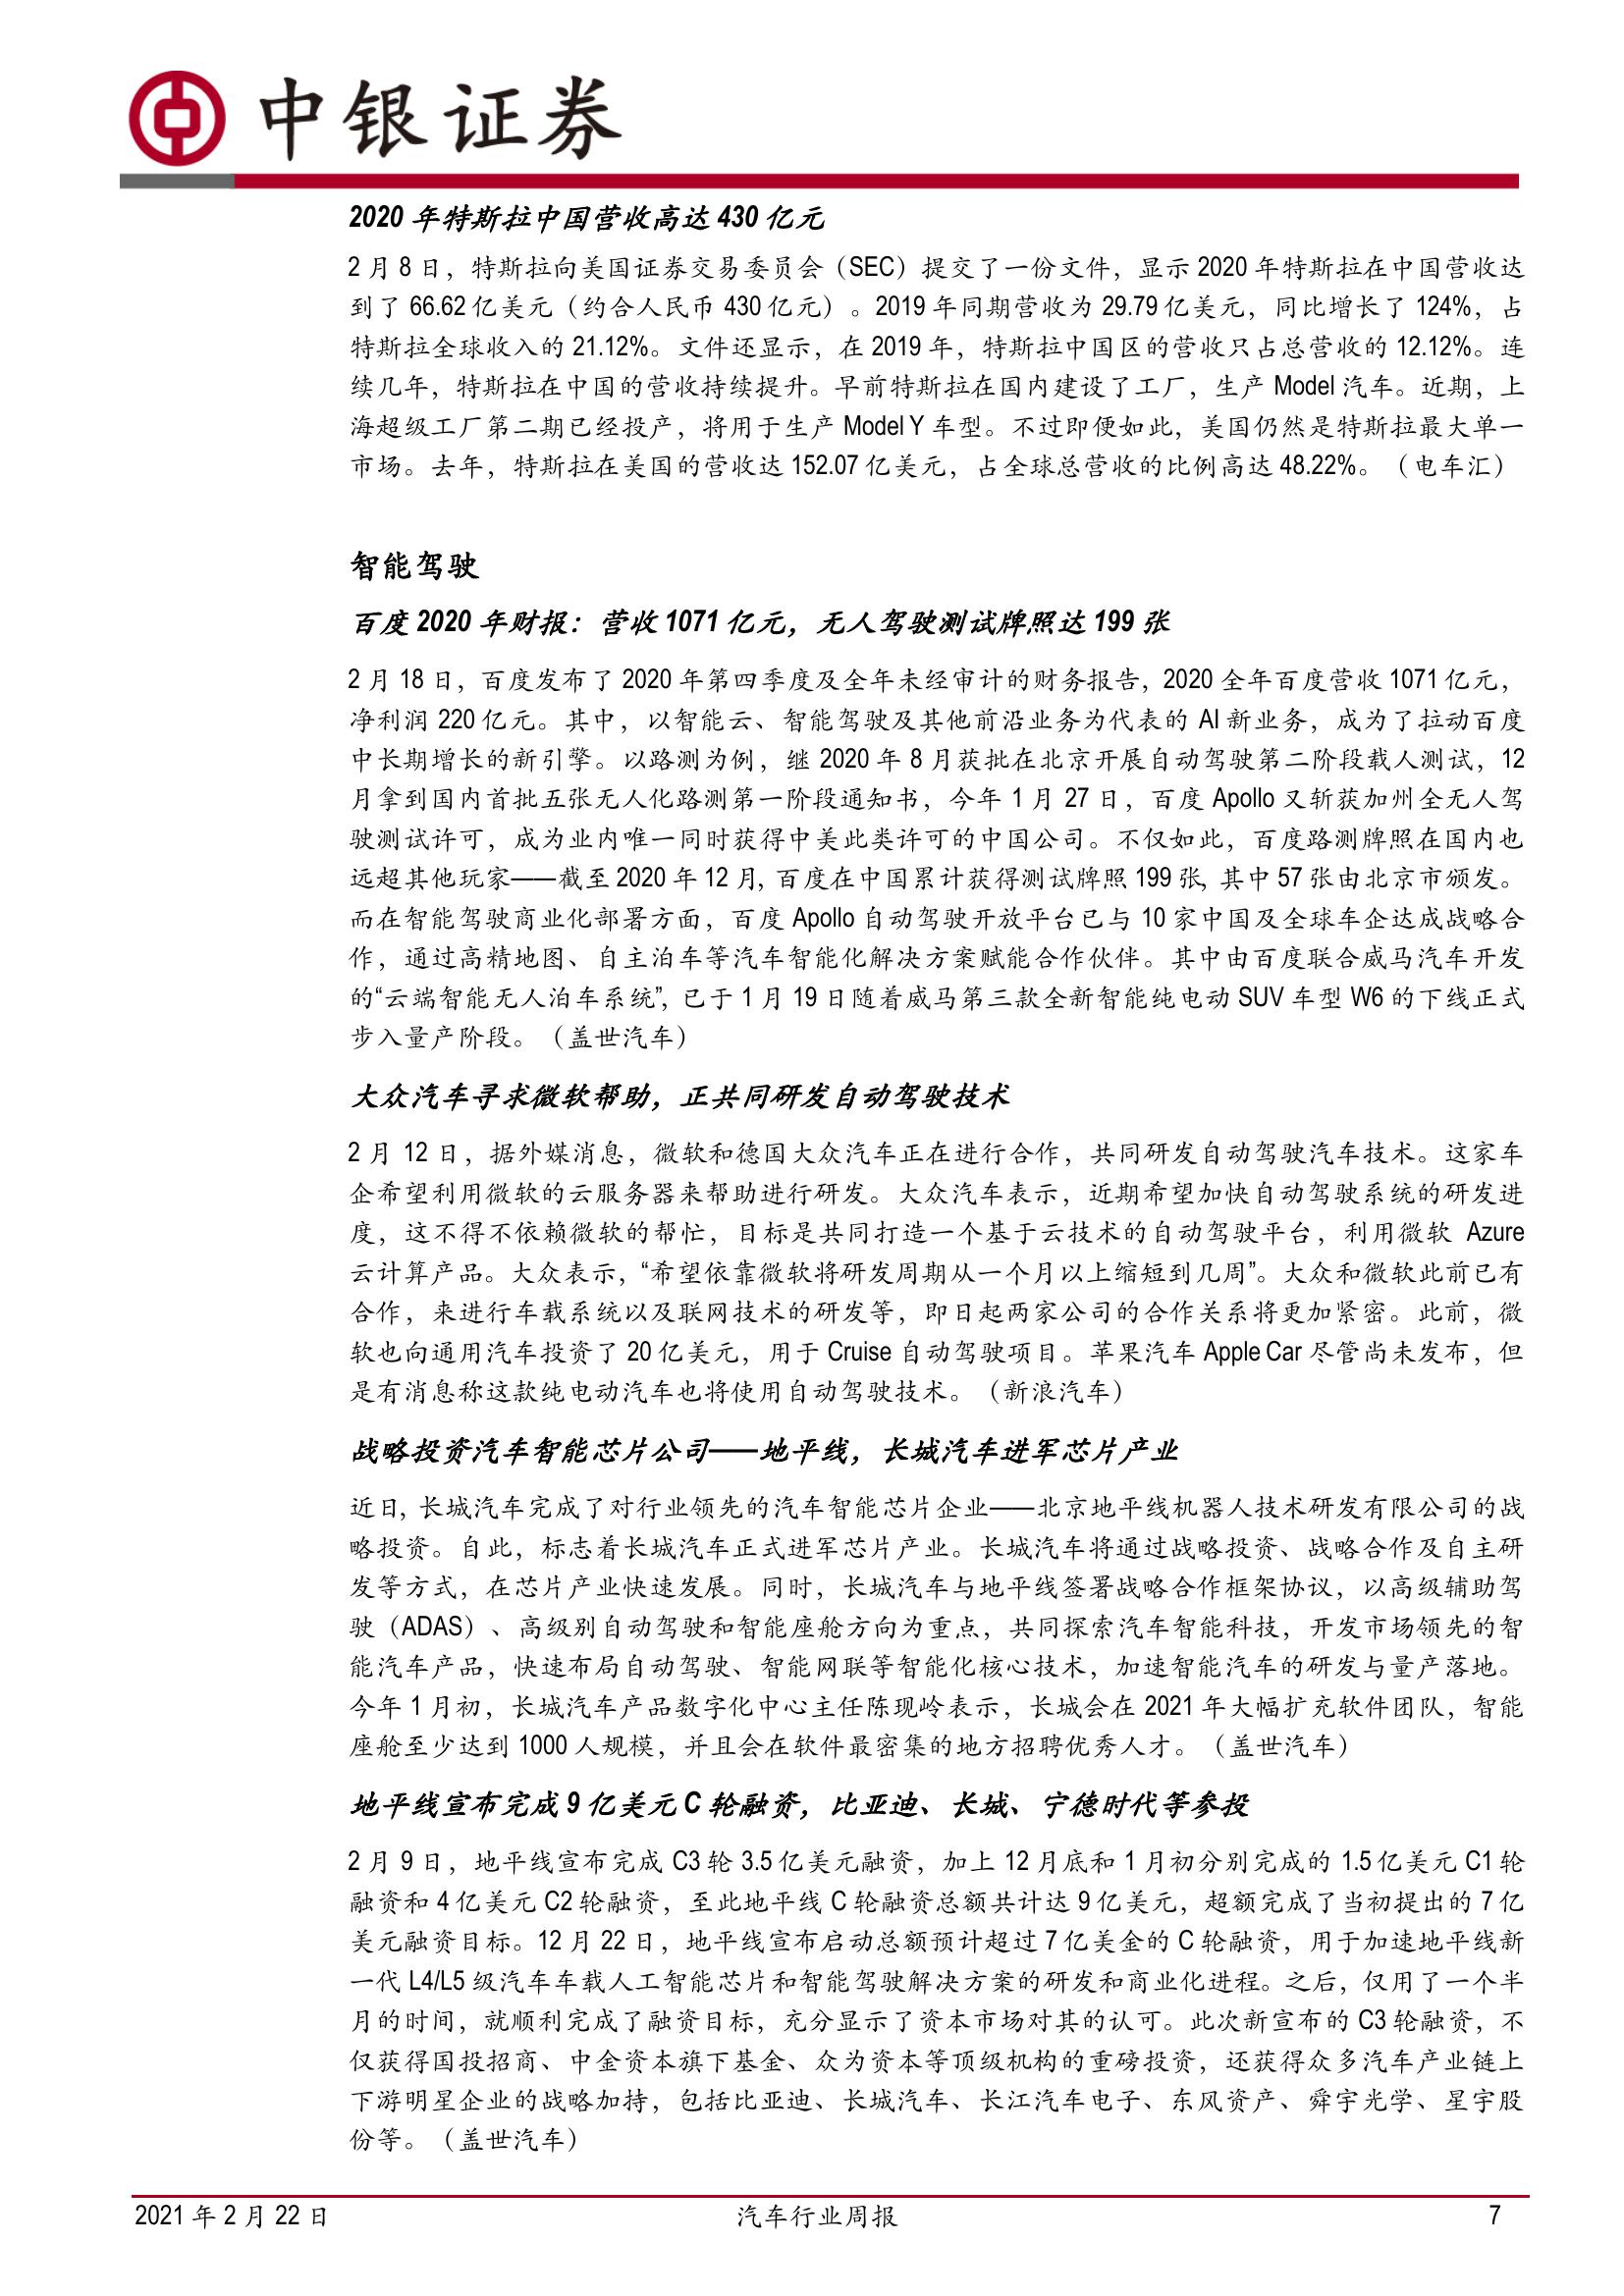 中银证券
2020 年特斯拉中国营收高达 430 亿元
2 月 8 日，特斯拉向美国证券交易委员会（SEC）提交了一份文件，显示 2020 年特斯拉在中国营收达
到了 66.62 亿美元（约合人民币 430 亿元）。2019 年同期营收为 29.79 亿美元，同比增长了 124%，占
特斯拉全球收入的 21.12%。文件还显示，在 2019 年，特斯拉中国区的营收只占总营收的 12.12%。连
续几年，特斯拉在中国的营收持续提升。早前特斯拉在国内建设了工厂，生产 Model 汽车。近期，上
海超级工厂第二期已经投产，将用于生产 Model Y 车型。不过即便如此，美国仍然是特斯拉最大单一
市场。去年，特斯拉在美国的营收达 152.07 亿美元，占全球总营收的比例高达 48.22%。（电车汇）
智能驾驶
百度 2020 年财报：营收 1071 亿元，无人驾驶测试牌照达 199 张
2 月 18 日，百度发布了 2020 年第四季度及全年未经审计的财务报告，2020 全年百度营收 1071 亿元，
净利润 220 亿元。其中，以智能云、智能驾驶及其他前沿业务为代表的 AI 新业务，成为了拉动百度
中长期增长的新引擎。以路测为例，继 2020 年 8 月获批在北京开展自动驾驶第二阶段载人测试，12
月拿到国内首批五张无人化路测第一阶段通知书，今年 1 月 27 日，百度 Apollo 又斩获加州全无人驾
驶测试许可，成为业内唯一同时获得中美此类许可的中国公司。不仅如此，百度路测牌照在国内也
远超其他玩家——截至 2020 年 12 月，百度在中国累计获得测试牌照 199 张，其中 57 张由北京市颁发。
而在智能驾驶商业化部署方面，百度 Apollo 自动驾驶开放平台已与 10 家中国及全球车企达成战略合
作，通过高精地图、自主泊车等汽车智能化解决方案赋能合作伙伴。其中由百度联合威马汽车开发
的“云端智能无人泊车系统”，已于 1 月 19 日随着威马第三款全新智能纯电动 SUV 车型 W6 的下线正式
步入量产阶段。（盖世汽车）
大众汽车寻求微软帮助，正共同研发自动驾驶技术
2 月 12 日，据外媒消息，微软和德国大众汽车正在进行合作，共同研发自动驾驶汽车技术。这家车
企希望利用微软的云服务器来帮助进行研发。大众汽车表示，近期希望加快自动驾驶系统的研发进
度，这不得不依赖微软的帮忙，目标是共同打造一个基于云技术的自动驾驶平台，利用微软 Azure
云计算产品。大众表示，“希望依靠微软将研发周期从一个月以上缩短到几周”。大众和微软此前已有
合作，来进行车载系统以及联网技术的研发等，即日起两家公司的合作关系将更加紧密。此前，微
软也向通用汽车投资了 20 亿美元，用于 Cruise 自动驾驶项目。苹果汽车 Apple Car 尽管尚未发布，但
是有消息称这款纯电动汽车也将使用自动驾驶技术。（新浪汽车）
战略投资汽车智能芯片公司——地平线，长城汽车进军芯片产业
近日，长城汽车完成了对行业领先的汽车智能芯片企业——北京地平线机器人技术研发有限公司的战
略投资。自此，标志着长城汽车正式进军芯片产业。长城汽车将通过战略投资、战略合作及自主研
发等方式，在芯片产业快速发展。同时，长城汽车与地平线签署战略合作框架协议，以高级辅助驾
驶（ADAS）、高级别自动驾驶和智能座舱方向为重点，共同探索汽车智能科技，开发市场领先的智
能汽车产品，快速布局自动驾驶、智能网联等智能化核心技术，加速智能汽车的研发与量产落地。
今年 1 月初，长城汽车产品数字化中心主任陈现岭表示，长城会在 2021 年大幅扩充软件团队，智能
座舱至少达到 1000 人规模，并且会在软件最密集的地方招聘优秀人才。（盖世汽车）
地平线宣布完成 9 亿美元 C 轮融资，比亚迪、长城、宁德时代等参投
2 月 9 日，地平线宣布完成 C3 轮 3.5 亿美元融资，加上 12 月底和 1 月初分别完成的 1.5 亿美元 C1 轮
融资和 4 亿美元 C2 轮融资，至此地平线 C 轮融资总额共计达 9 亿美元，超额完成了当初提出的 7 亿
美元融资目标。12 月 22 日，地平线宣布启动总额预计超过 7 亿美金的 C 轮融资，用于加速地平线新
一代 L4/L5 级汽车车载人工智能芯片和智能驾驶解决方案的研发和商业化进程。之后，仅用了一个半
月的时间，就顺利完成了融资目标，充分显示了资本市场对其的认可。此次新宣布的 C3 轮融资，不
仅获得国投招商、中金资本旗下基金、众为资本等顶级机构的重磅投资，还获得众多汽车产业链上
下游明星企业的战略加持，包括比亚迪、长城汽车、长江汽车电子、东风资产、舜宇光学、星宇股
份等。（盖世汽车）
2021 年 2 月 22 日 汽车行业周报 7